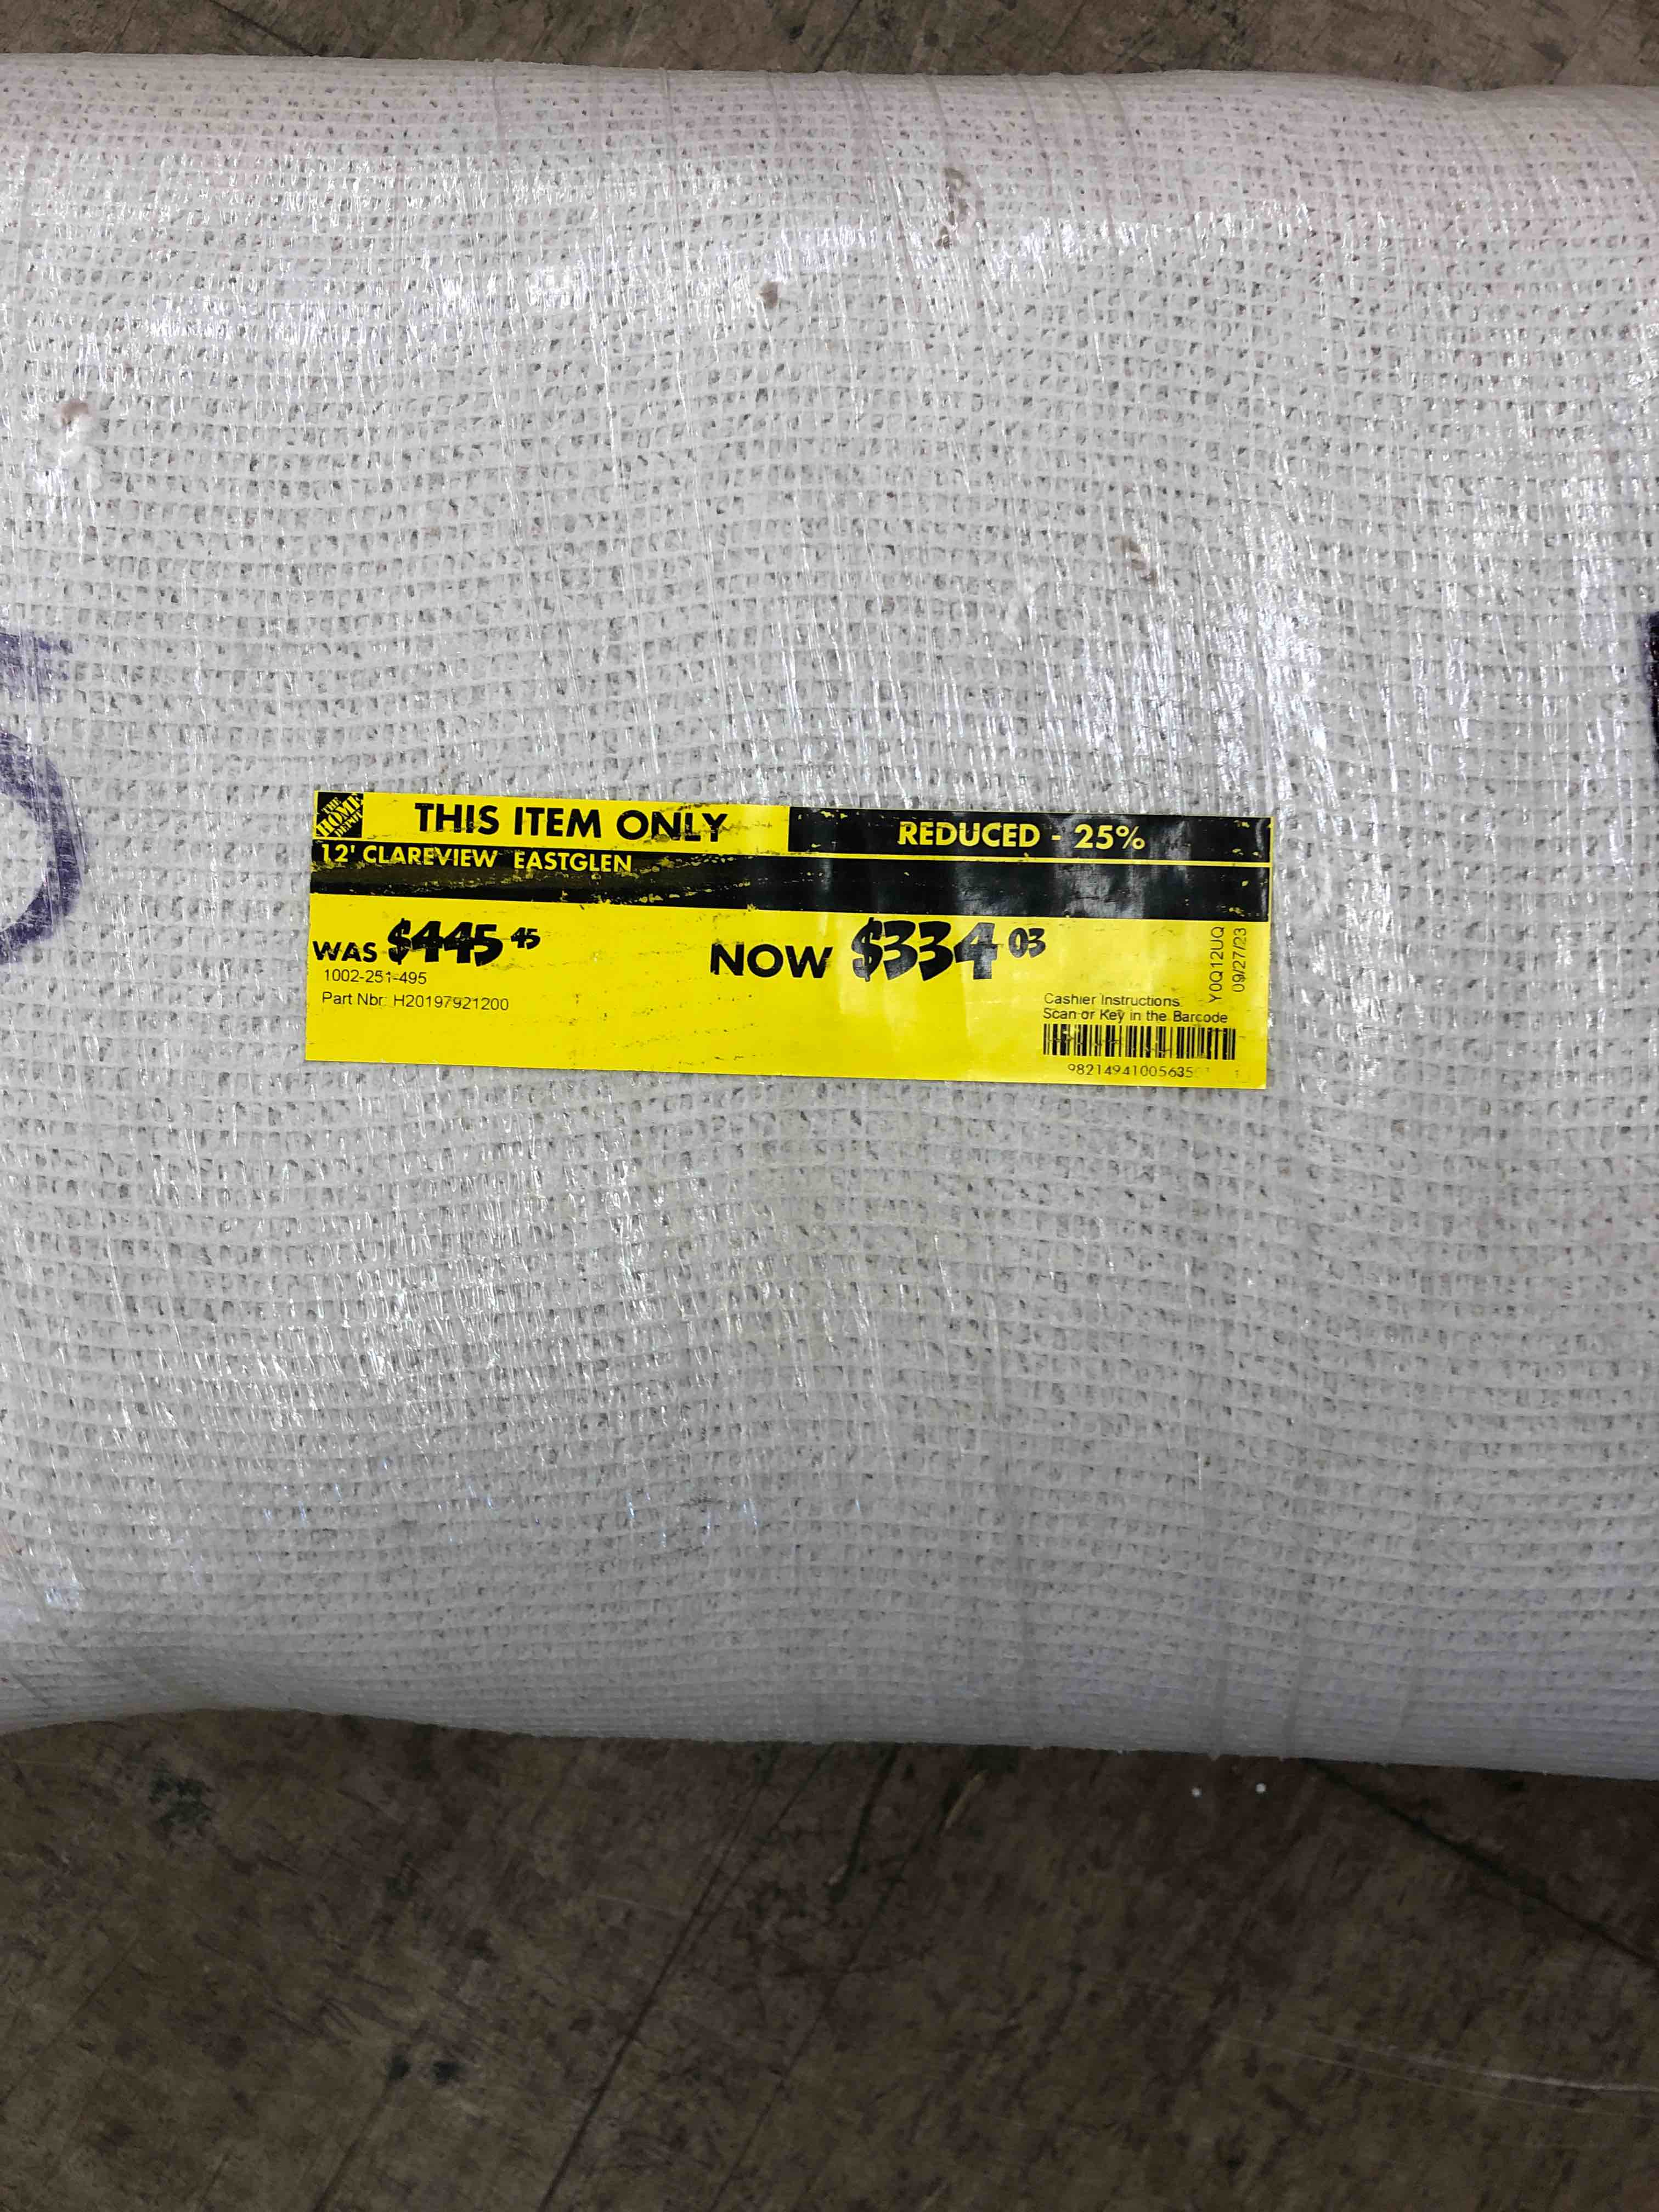 THE HOME DEPOT
THIS ITEM ONLY
REDUCED - 25%
12' CLAREVIEW EASTGLEN
WAS $445 45
NOW $334 03
1002-251-495
Part Nbr: H20197921200
Y0Q12UQ
09/27/23
Cashier Instructions:
Scan or Key in the Barcode